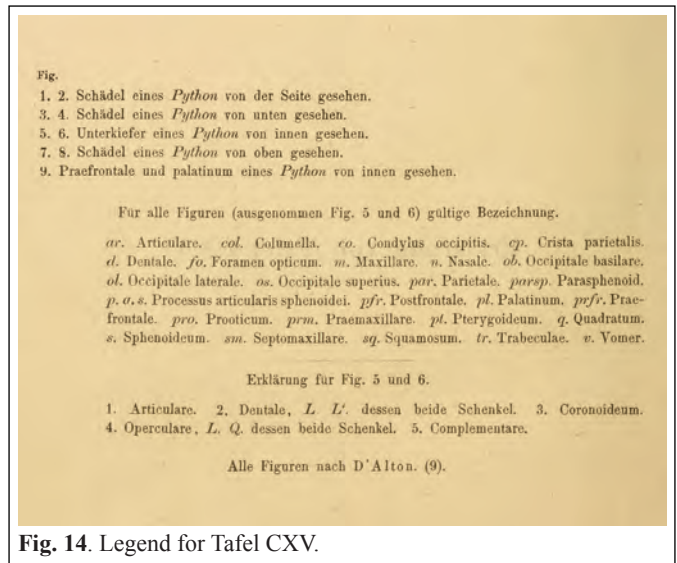 Fig.
1. 2. Schädel eines Python von der Seite gesehen.
3. 4. Schädel eines Python von unten gesehen.
5. 6. Unterkiefer eines Python von innen gesehen.
7. 8. Schädel eines Python von oben gesehen.
9. Praefrontale und palatinum eines Python von innen gesehen.
Für alle Figuren (ausgenommen Fig. 5 und 6) gültige Bezeichnung.
ar. Articulare. col. Columella. co. Condylus occipitis. cp. Crista parietalis.
d. Dentale. fo. Foramen opticum. m. Maxillare. n. Nasale. ob. Occipitale basilare.
ol. Occipitale laterale. os. Occipitale superius. par. Parietale. parsp. Parasphenoid.
p. a. s. Processus articularis sphenoidei. pfr. Postfrontale. pl. Palatinum. prfr. Prae-
frontale. pro. Prooticum. prm. Praemaxillare. pt. Pterygoideum. q. Quadratum.
s. Sphenoideum. sm. Septomaxillare. sq. Squamosum. tr. Trabeculae. v. Vomer.
Erklärung für Fig. 5 und 6.
1. Articulare. 2. Dentale, L L'. dessen beide Schenkel. 3. Coronoideum.
4. Operculare, L. Q. dessen beide Schenkel. 5. Complementare.
Alle Figuren nach D'Alton. (9).
Fig. 14. Legend for Tafel CXV.